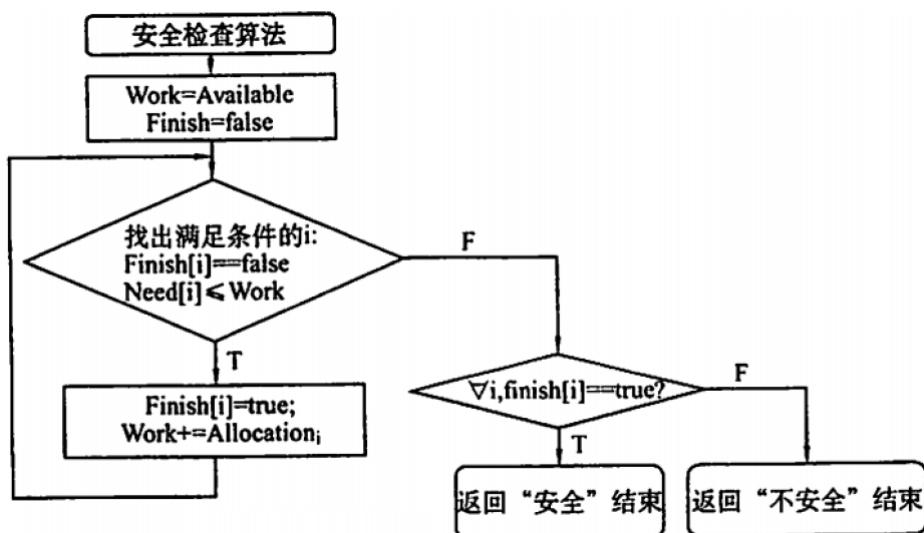 安全检查算法
Work=Available
Finish=false
找出满足条件的i:
Finish[i]==false
Need[i]⩽Work
F
T
Finish[i]=true;
Work+=Allocationᵢ
∀i,finish[i]==true?
F
T
返回“安全”结束
返回“不安全”结束